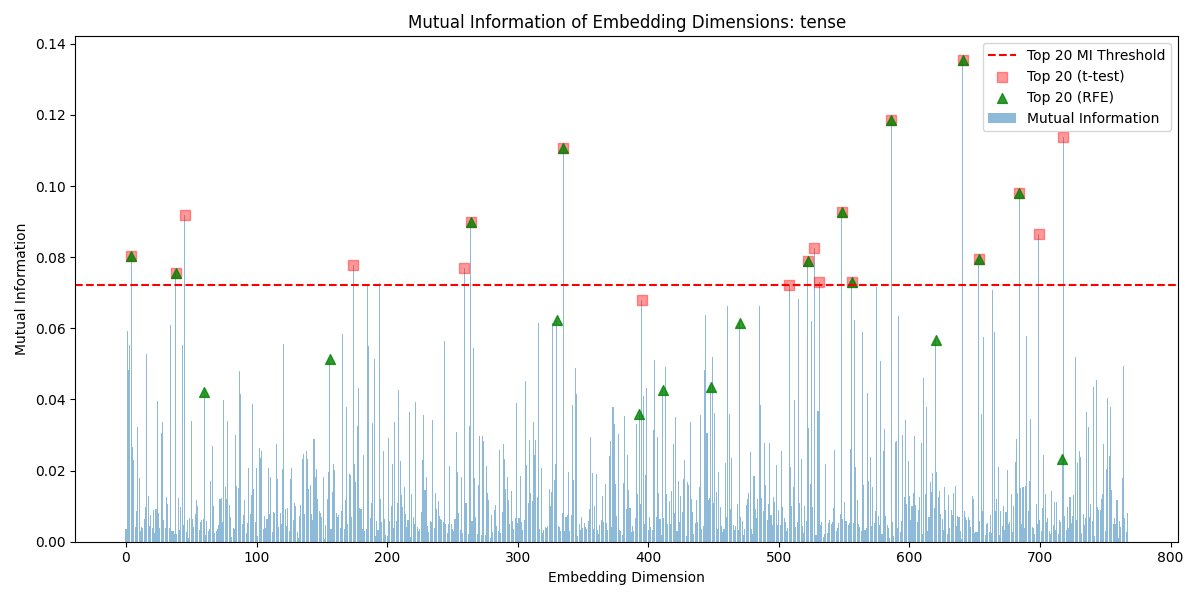 Mutual Information of Embedding Dimensions: tense
0.14
0.12
0.10
0.08
0.06
0.04
0.02
0.00
Mutual Information
Top 20 MI Threshold
Top 20 (t-test)
Top 20 (RFE)
Mutual Information
0 100 200 300 400 500 600 700 800
Embedding Dimension